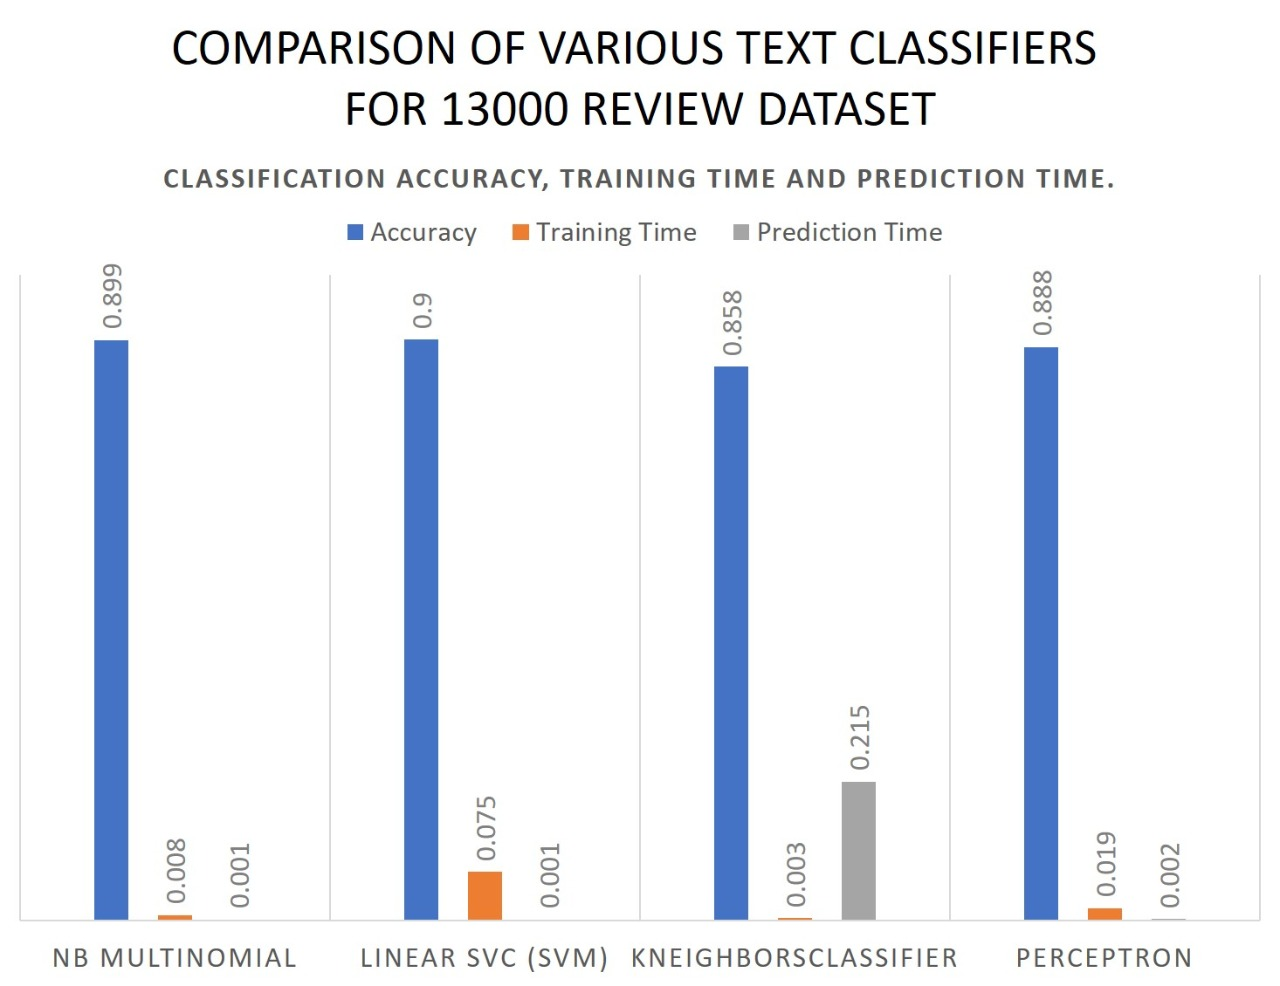 COMPARISON OF VARIOUS TEXT CLASSIFIERS
FOR 13000 REVIEW DATASET
CLASSIFICATION ACCURACY, TRAINING TIME AND PREDICTION TIME.
Accuracy Training Time Prediction Time
0.899
0.008
0.001
0.9
0.075
0.001
0.858
0.003
0.215
0.888
0.019
0.002
NB MULTINOMIAL LINEAR SVC (SVM) KNEIGHBORSCLASSIFIER PERCEPTRON